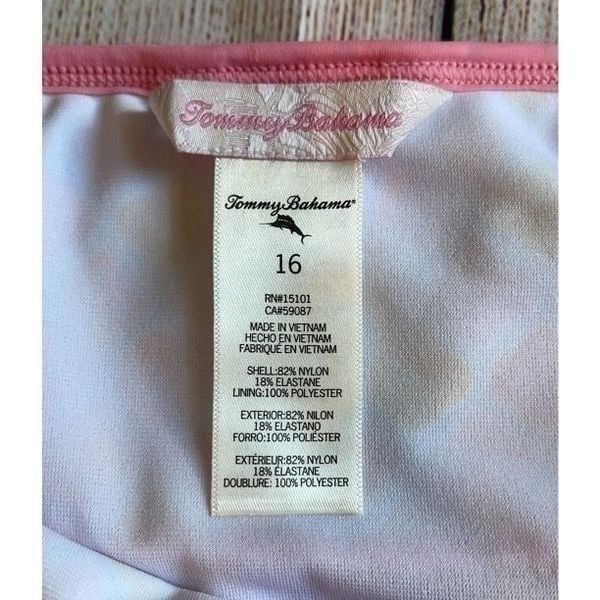 Tommy Bahama
Tommy Bahama®
16
RN#15101
CA#59087
MADE IN VIETNAM
HECHO EN VIETNAM
FABRIQUÉ EN VIETNAM
SHELL:82% NYLON
18% ELASTANE
LINING:100% POLYESTER
EXTERIOR:82% NILON
18% ELASTANO
FORRO:100% POLIÉSTER
EXTÉRIEUR:82% NYLON
18% ÉLASTANE
DOUBLURE: 100% POLYESTER